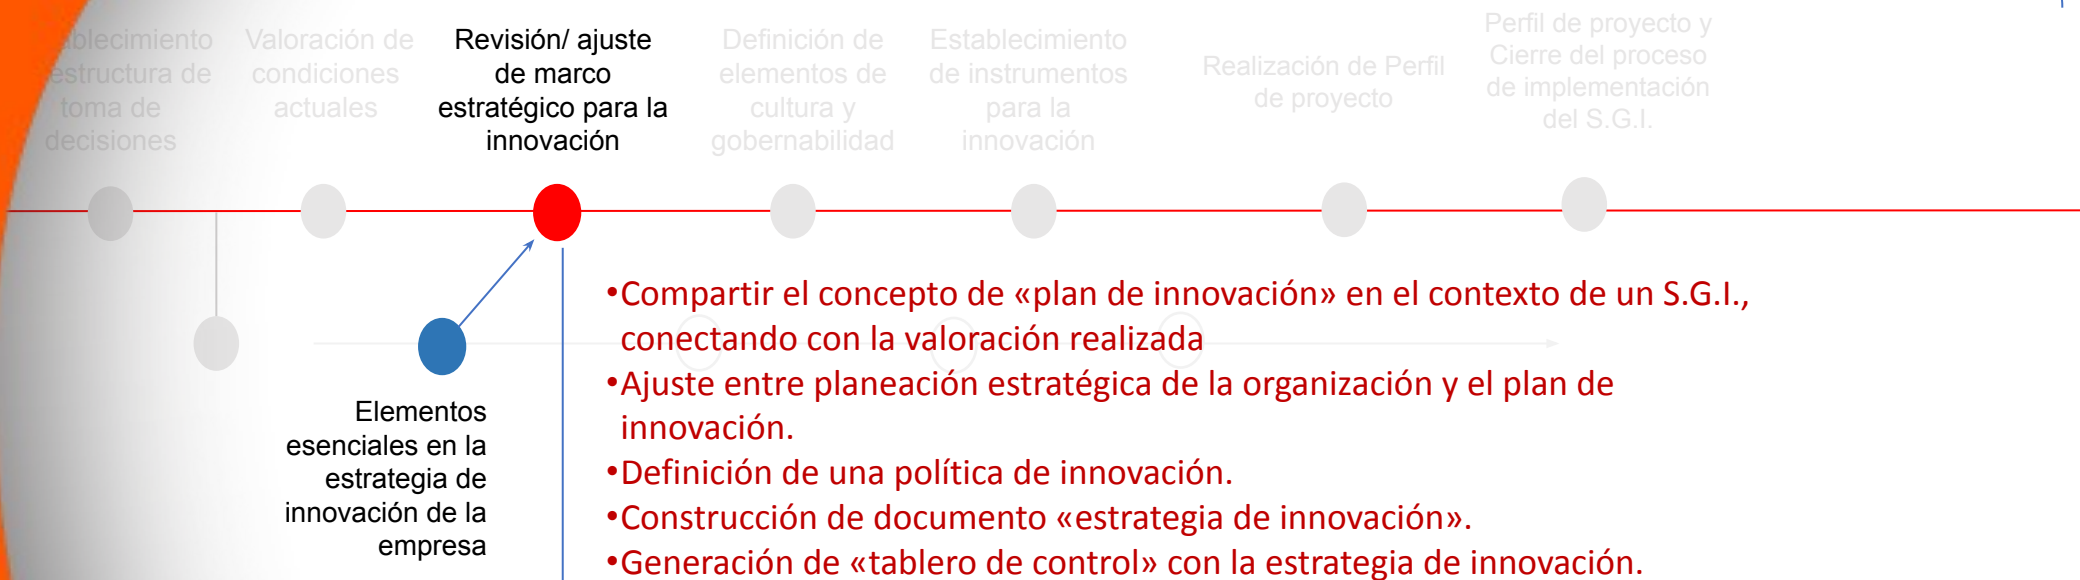 blecimiento
estructura de
toma de
decisiones
Valoración de
condiciones
actuales
Revisión/ ajuste
de marco
estratégico para la
innovación
Definición de
elementos de
cultura y
gobernabilidad
Establecimiento
de instrumentos
para la
innovación
Realización de Perfil
de proyecto
Perfil de proyecto y
Cierre del proceso
de implementación
del S.G.I.
•Compartir el concepto de «plan de innovación» en el contexto de un S.G.I.,
conectando con la valoración realizada
•Ajuste entre planeación estratégica de la organización y el plan de
innovación.
•Definición de una política de innovación.
•Construcción de documento «estrategia de innovación».
•Generación de «tablero de control» con la estrategia de innovación.
Elementos
esenciales en la
estrategia de
innovación de la
empresa